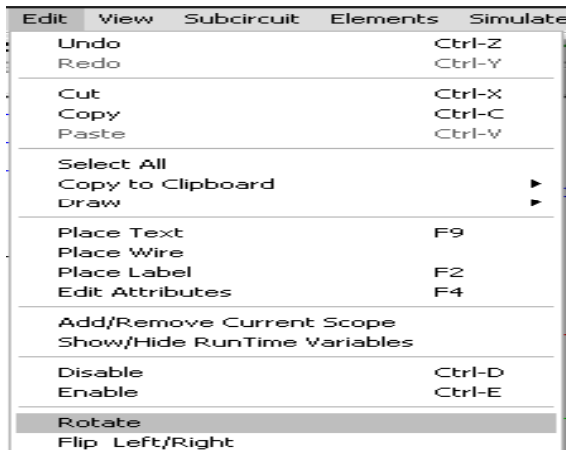 Edit View Subcircuit Elements Simulate
Undo Ctrl-Z
Redo Ctrl-Y
Cut Ctrl-X
Copy Ctrl-C
Paste Ctrl-V
Select All
Copy to Clipboard
Draw
Place Text F9
Place Wire
Place Label F2
Edit Attributes F4
Add/Remove Current Scope
Show/Hide RunTime Variables
Disable Ctrl-D
Enable Ctrl-E
Rotate
Flip Left/Right